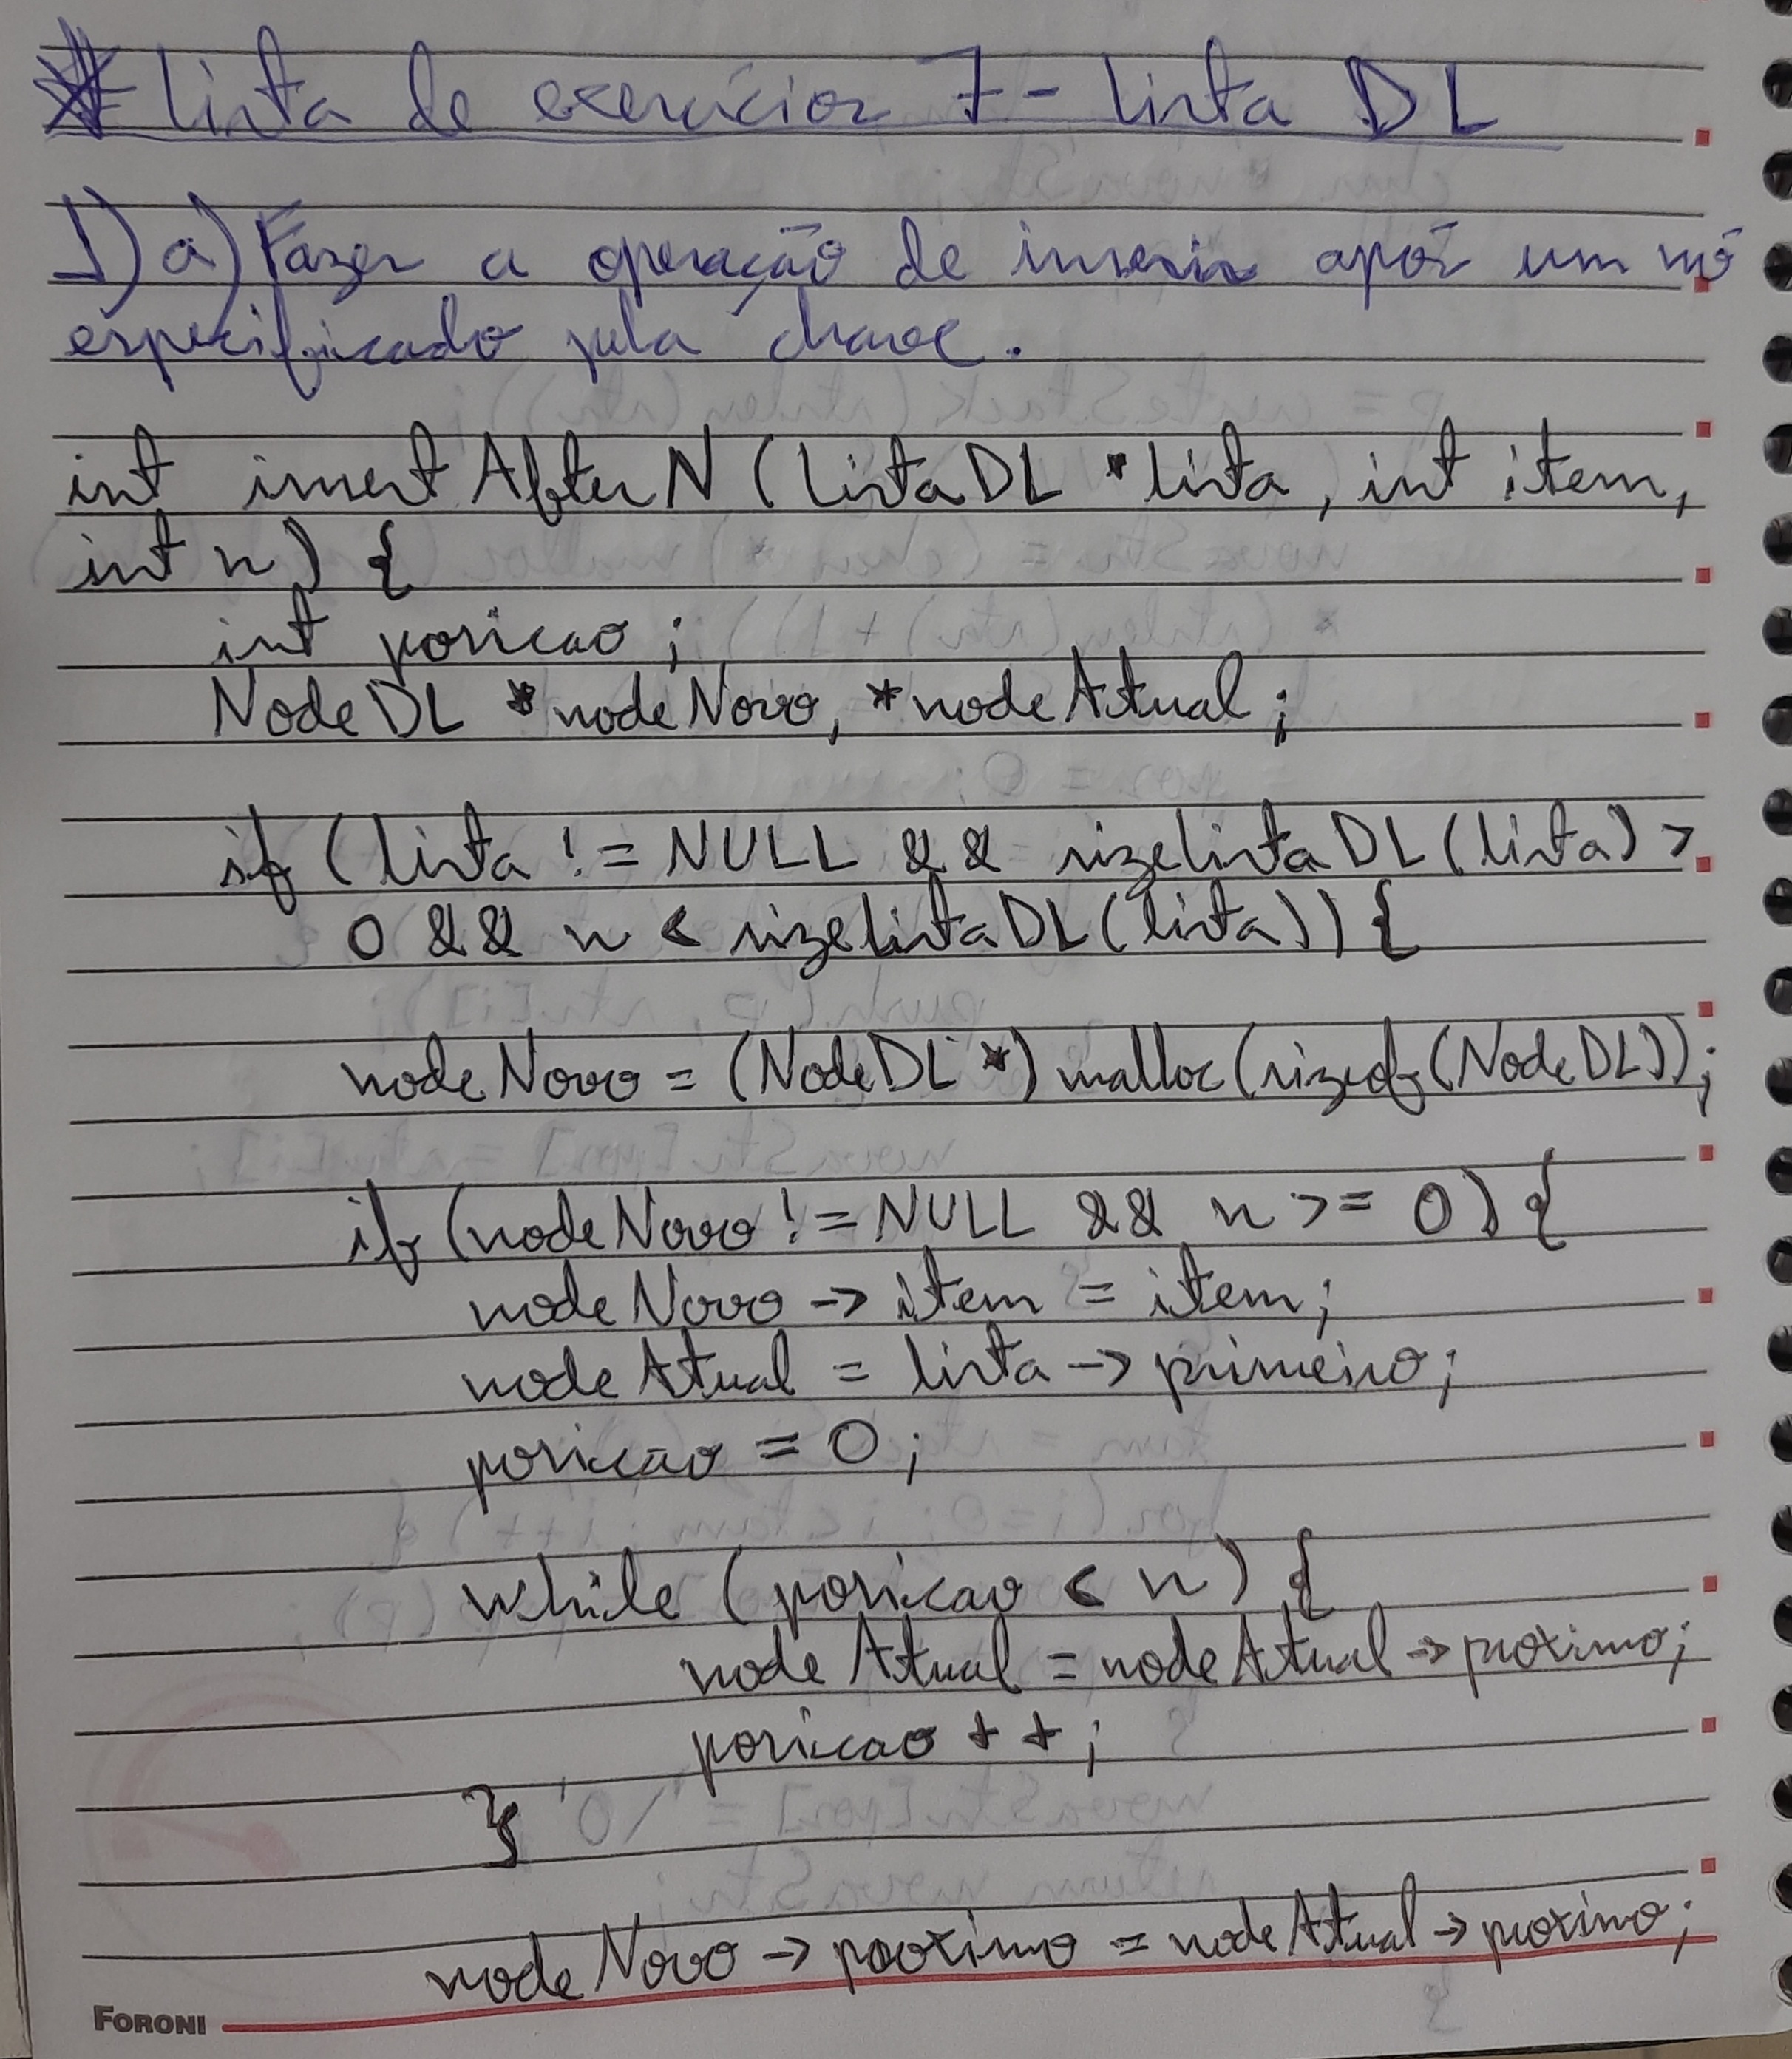 * Lista de exercícios 7 - Lista DL
1) a) Fazer a operação de inserir após um nó
especificado pela chave.
int insertAfterN (ListaDL *lista, int item,
int n) {
int posicao;
NodeDL *nodeNovo, *nodeAtual;
if (lista != NULL && sizeListaDL(lista) >
0 && n < sizeListaDL(lista)) {
nodeNovo = (NodeDL *) malloc(sizeof(NodeDL));
if (nodeNovo != NULL && n >= 0) {
nodeNovo -> item = item;
nodeAtual = lista -> primeiro;
posicão = 0;
while (posicao < n) {
nodeAtual = nodeAtual -> proximo;
posicao ++;
}
nodeNovo -> proximo = nodeAtual -> proximo;
FORONI